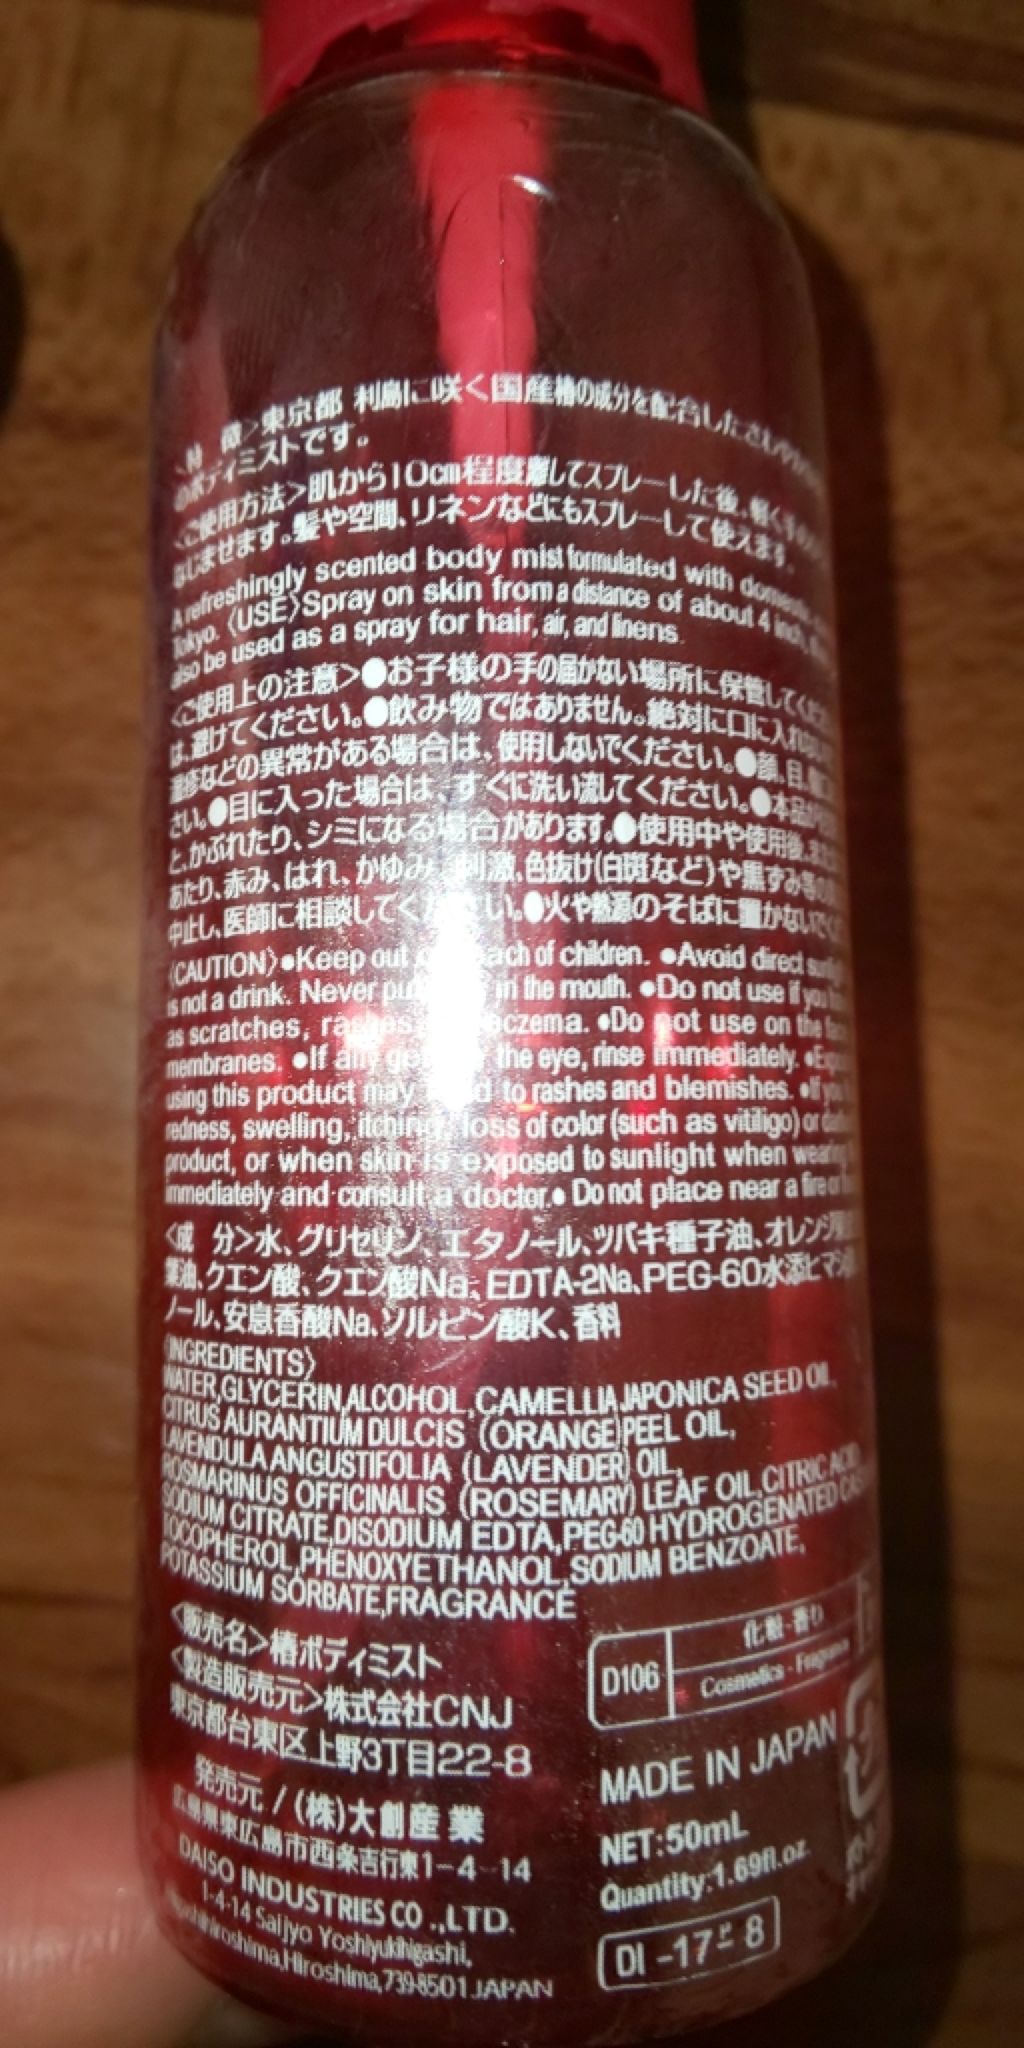 〈特 徴〉東京都 利島に咲く国産椿の成分を配合したさわやか
のボディミストです。
〈ご使用方法〉肌から10cm程度離してスプレーした後、軽く手の
なじませます。髪や空間、リネンなどにもスプレーして使えます。
A refreshingly scented body mist formulated with domestic
Tokyo. 〈USE〉Spray on skin from a distance of about 4 inch,
also be used as a spray for hair, air, and linens.
〈ご使用上の注意〉●お子様の手の届かない場所に保管してくだ
は、避けてください。●飲み物ではありません。絶対に口に入れない
湿疹などの異常がある場合は、使用しないでください。●顔、目、
さい。●目に入った場合は、すぐに洗い流してください。●本品が
と、かぶれたり、シミになる場合があります。●使用中や使用後、また
あたり、赤み、はれ、かゆみ、刺激、色抜け(白斑など)や黒ずみ等の
中止し、医師に相談してください。●火や熱源のそばに置かないでく
〈CAUTION〉●Keep out of reach of children. ●Avoid direct
is not a drink. Never put in the mouth. ●Do not use if you
as scratches, rashes eczema. ●Do not use on the face
membranes. ●If any gets the eye, rinse immediately.
using this product may lead to rashes and blemishes. ●If you
redness, swelling, itching, loss of color (such as vitiligo) or
product, or when skin is exposed to sunlight when wearing
immediately and consult a doctor.● Do not place near a fire or
〈成 分〉水、グリセリン、エタノール、ツバキ種子油、オレンジ
葉油、クエン酸、クエン酸Na、EDTA-2Na、PEG-60水添ヒマシ
ノール、安息香酸Na、ソルビン酸K、香料
〈INGREDIENTS〉
WATER,GLYCERIN,ALCOHOL,CAMELLIA JAPONICA SEED OIL,
CITRUS AURANTIUM DULCIS (ORANGE) PEEL OIL,
LAVENDULA ANGUSTIFOLIA (LAVENDER) OIL,
ROSMARINUS OFFICINALIS (ROSEMARY) LEAF OIL, CITRIC ACID
SODIUM CITRATE,DISODIUM EDTA,PEG-60 HYDROGENATED
TOCOPHEROL,PHENOXYETHANOL,SODIUM BENZOATE,
POTASSIUM SORBATE,FRAGRANCE
〈販売名〉椿ボディミスト
〈製造販売元〉株式会社CNJ
東京都台東区上野3丁目22-8
発売元 / (株)大創産業
広島県東広島市西条吉行東1-4-14
DAISO INDUSTRIES CO.,LTD.
1-4-14 Saijyo Yoshiyukihigashi,
Higashihiroshima,Hiroshima,739-8501 JAPAN
D106
化粧・香り
Cosmetics・Fragrance
MADE IN JAPAN
NET:50mL
Quantity:1.69fl.oz.
DI -17ビ-8